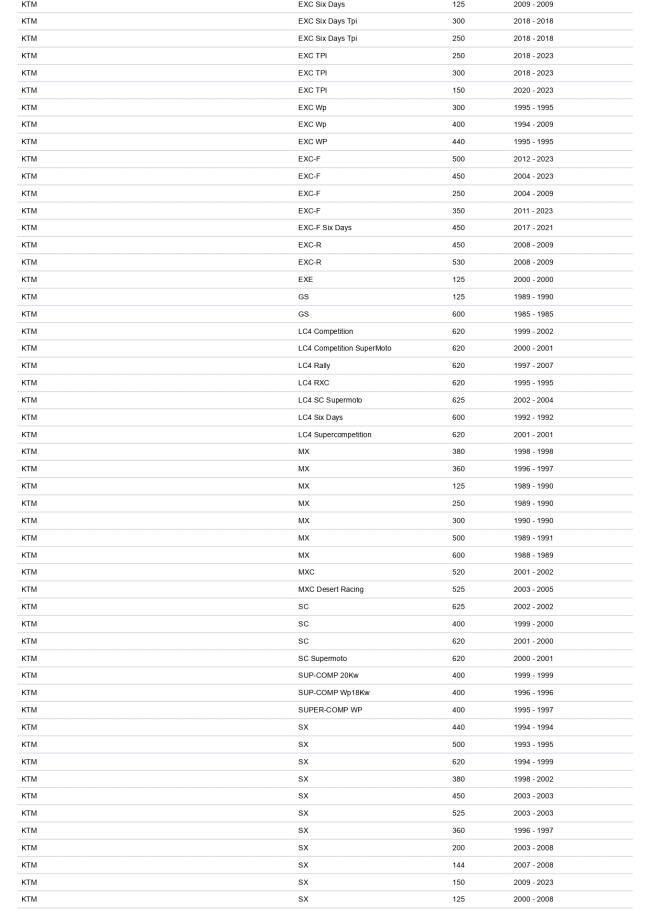 KTM EXC Six Days 125 2009 - 2009
KTM EXC Six Days Tpi 300 2018 - 2018
KTM EXC Six Days Tpi 250 2018 - 2018
KTM EXC TPI 250 2018 - 2023
KTM EXC TPI 300 2018 - 2023
KTM EXC TPI 150 2020 - 2023
KTM EXC Wp 300 1995 - 1995
KTM EXC Wp 400 1994 - 2009
KTM EXC WP 440 1995 - 1995
KTM EXC-F 500 2012 - 2023
KTM EXC-F 450 2004 - 2023
KTM EXC-F 250 2004 - 2009
KTM EXC-F 350 2011 - 2023
KTM EXC-F Six Days 450 2017 - 2021
KTM EXC-R 450 2008 - 2009
KTM EXC-R 530 2008 - 2009
KTM EXE 125 2000 - 2000
KTM GS 125 1989 - 1990
KTM GS 600 1985 - 1985
KTM LC4 Competition 620 1999 - 2002
KTM LC4 Competition SuperMoto 620 2000 - 2001
KTM LC4 Rally 620 1997 - 2007
KTM LC4 RXC 620 1995 - 1995
KTM LC4 SC Supermoto 625 2002 - 2004
KTM LC4 Six Days 600 1992 - 1992
KTM LC4 Supercompetition 620 2001 - 2001
KTM MX 380 1998 - 1998
KTM MX 360 1996 - 1997
KTM MX 125 1989 - 1990
KTM MX 250 1989 - 1990
KTM MX 300 1990 - 1990
KTM MX 500 1989 - 1991
KTM MX 600 1988 - 1989
KTM MXC 520 2001 - 2002
KTM MXC Desert Racing 525 2003 - 2005
KTM SC 625 2002 - 2002
KTM SC 400 1999 - 2000
KTM SC 620 2001 - 2000
KTM SC Supermoto 620 2000 - 2001
KTM SUP-COMP 20Kw 400 1999 - 1999
KTM SUP-COMP Wp18Kw 400 1996 - 1996
KTM SUPER-COMP WP 400 1995 - 1997
KTM SX 440 1994 - 1994
KTM SX 500 1993 - 1995
KTM SX 620 1994 - 1999
KTM SX 380 1998 - 2002
KTM SX 450 2003 - 2003
KTM SX 525 2003 - 2003
KTM SX 360 1996 - 1997
KTM SX 200 2003 - 2008
KTM SX 144 2007 - 2008
KTM SX 150 2009 - 2023
KTM SX 125 2000 - 2008